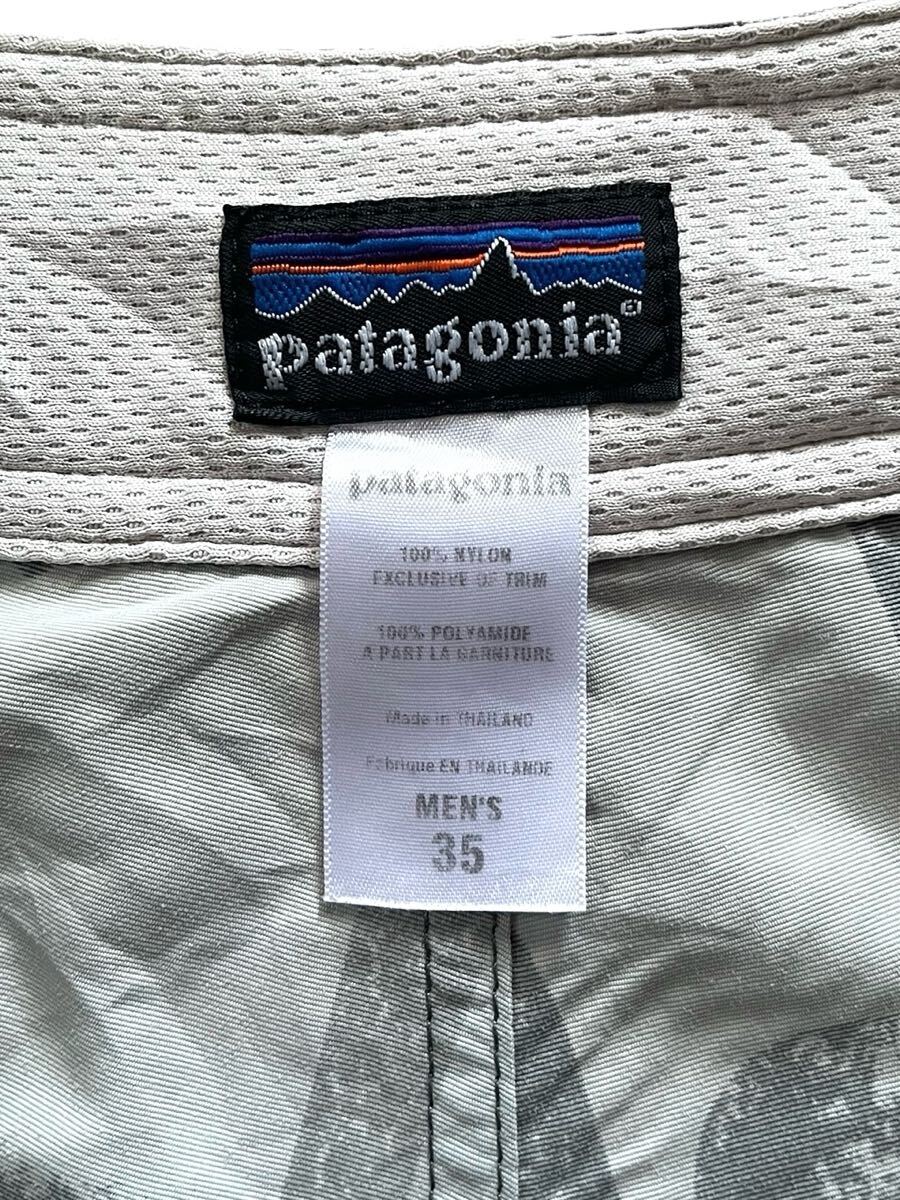 patagonia®
patagonia
100% NYLON
EXCLUSIVE OF TRIM
100% POLYAMIDE
A PART LA GARNITURE
Made in THAILAND
Fabrique EN THAILANDE
MEN'S
35